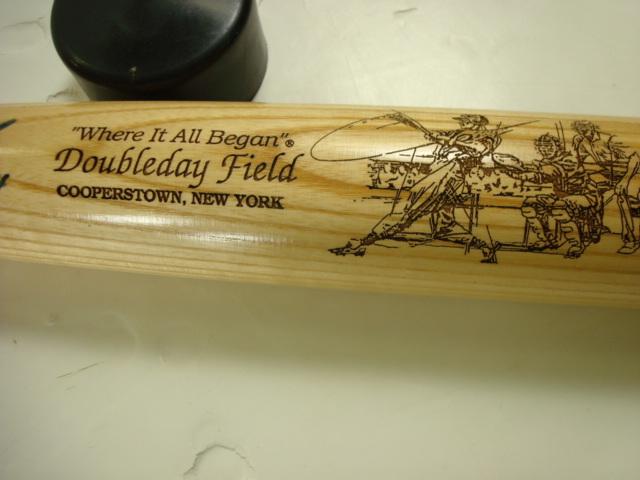 "Where It All Began"®
Doubleday Field
COOPERSTOWN, NEW YORK